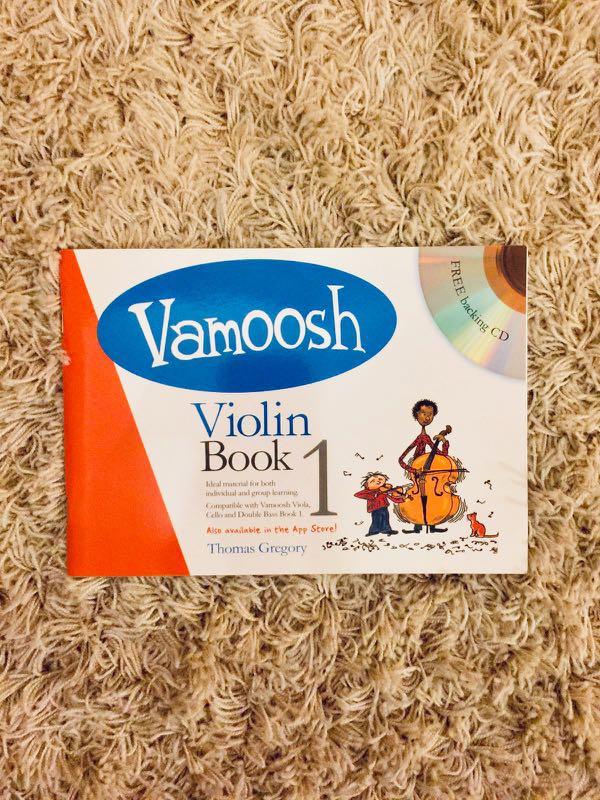 FREE backing CD
Vamoosh
Violin
Book 1
Ideal material for both
individual and group learning.
Compatible with Vamoosh Viola,
Cello and Double Bass Book 1.
Also available in the App Store!
Thomas Gregory